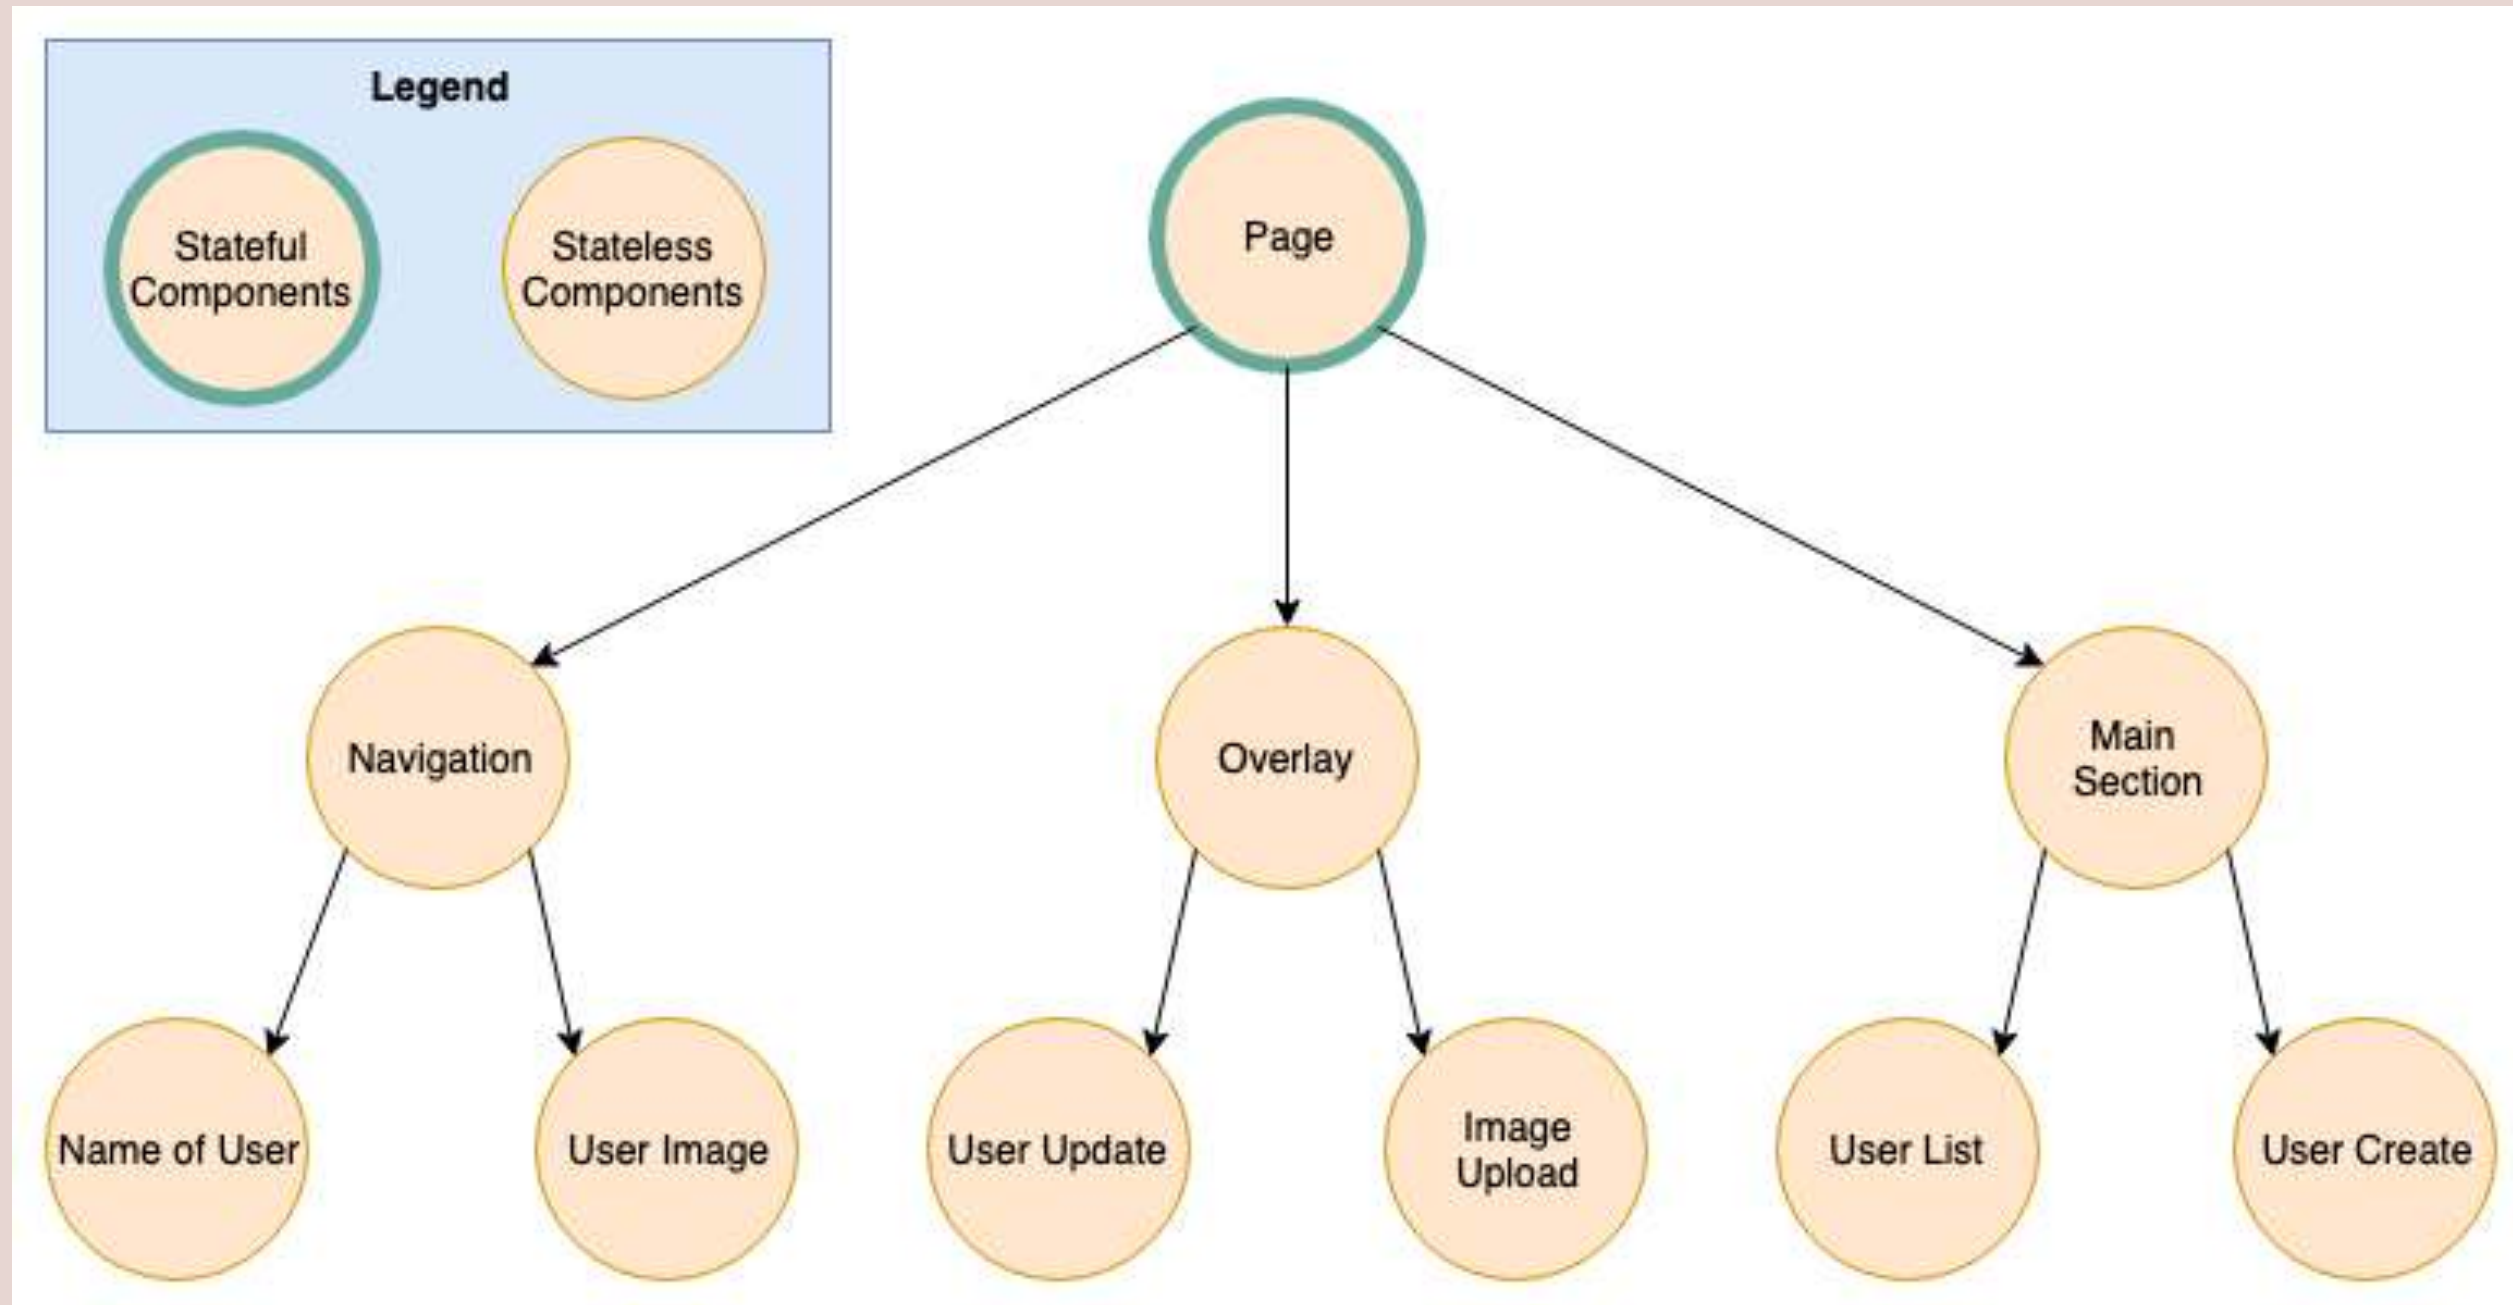 Legend
Stateful
Components
Stateless
Components
Page
Navigation
Overlay
Main
Section
Name of User
User Image
User Update
Image
Upload
User List
User Create